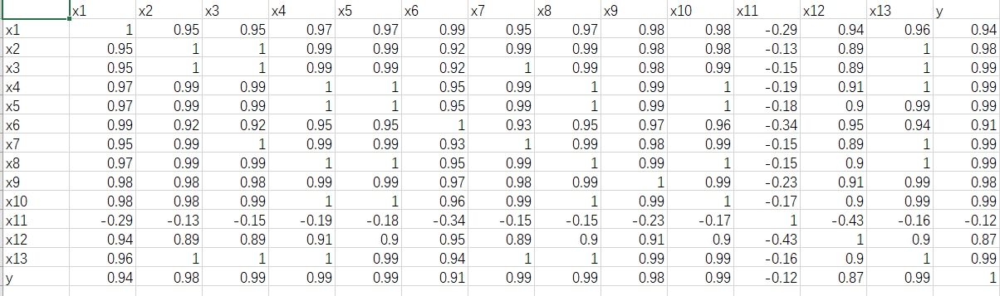 x1 x2 x3 x4 x5 x6 x7 x8 x9 x10 x11 x12 x13 y
x1 1 0.95 0.95 0.97 0.97 0.99 0.95 0.97 0.98 0.98 -0.29 0.94 0.96 0.94
x2 0.95 1 1 0.99 0.99 0.92 0.99 0.99 0.98 0.98 -0.13 0.89 1 0.98
x3 0.95 1 1 0.99 0.99 0.92 1 0.99 0.98 0.99 -0.15 0.89 1 0.99
x4 0.97 0.99 0.99 1 1 0.95 0.99 1 0.99 1 -0.19 0.91 1 0.99
x5 0.97 0.99 0.99 1 1 0.95 0.99 1 0.99 1 -0.18 0.9 0.99 0.99
x6 0.99 0.92 0.92 0.95 0.95 1 0.93 0.95 0.97 0.96 -0.34 0.95 0.94 0.91
x7 0.95 0.99 1 0.99 0.99 0.93 1 0.99 0.98 0.99 -0.15 0.89 1 0.99
x8 0.97 0.99 0.99 1 1 0.95 0.99 1 0.99 1 -0.15 0.9 1 0.99
x9 0.98 0.98 0.98 0.99 0.99 0.97 0.98 0.99 1 0.99 -0.23 0.91 0.99 0.98
x10 0.98 0.98 0.99 1 1 0.96 0.99 1 0.99 1 -0.17 0.9 0.99 0.99
x11 -0.29 -0.13 -0.15 -0.19 -0.18 -0.34 -0.15 -0.15 -0.23 -0.17 1 -0.43 -0.16 -0.12
x12 0.94 0.89 0.89 0.91 0.9 0.95 0.89 0.9 0.91 0.9 -0.43 1 0.9 0.87
x13 0.96 1 1 1 0.99 0.94 1 1 0.99 0.99 -0.16 0.9 1 0.99
y 0.94 0.98 0.99 0.99 0.99 0.91 0.99 0.99 0.98 0.99 -0.12 0.87 0.99 1